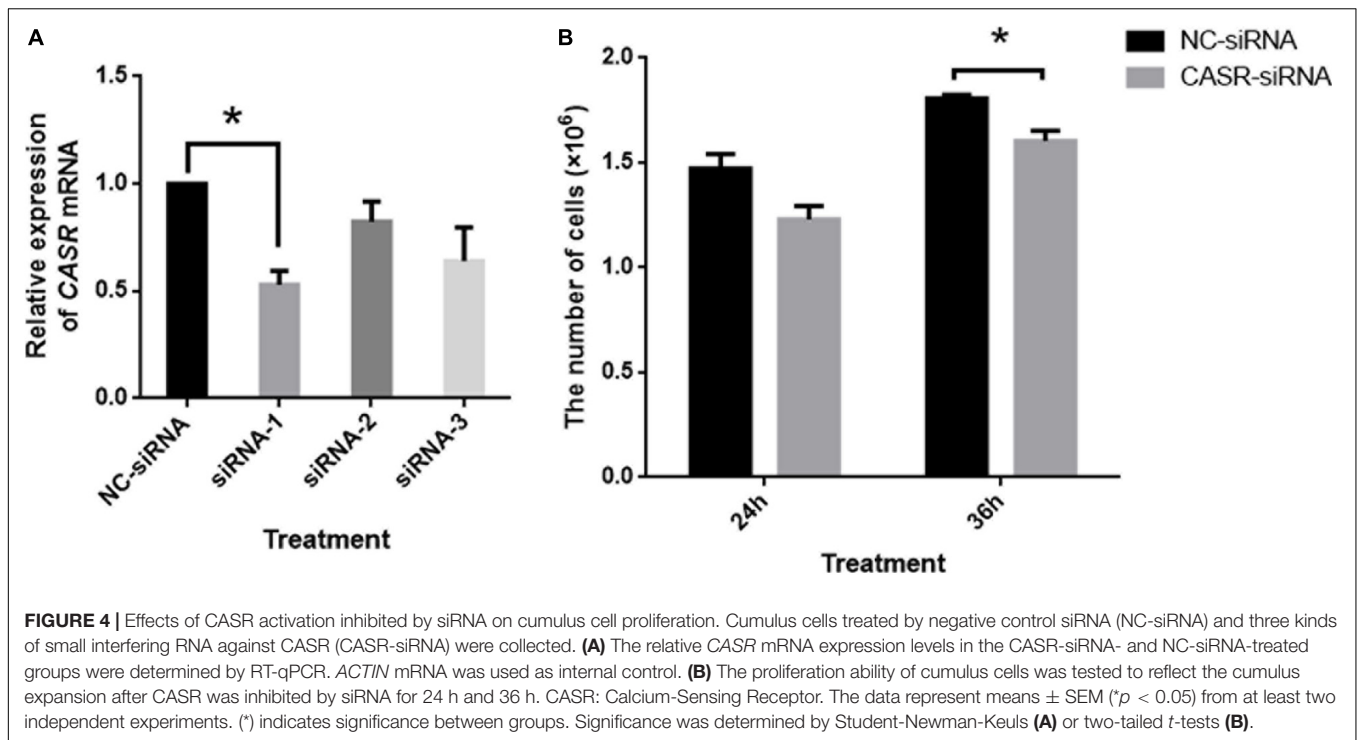 A
1.5
1.0
0.5
0.0
Relative expression
of CASR mRNA
*
NC-siRNA
siRNA-1
siRNA-2
siRNA-3
Treatment
B
2.0
1.5
1.0
0.5
0.0
The number of cells (×10⁶)
*
24h
36h
Treatment
NC-siRNA
CASR-siRNA
FIGURE 4 | Effects of CASR activation inhibited by siRNA on cumulus cell proliferation. Cumulus cells treated by negative control siRNA (NC-siRNA) and three kinds
of small interfering RNA against CASR (CASR-siRNA) were collected. (A) The relative CASR mRNA expression levels in the CASR-siRNA- and NC-siRNA-treated
groups were determined by RT-qPCR. ACTIN mRNA was used as internal control. (B) The proliferation ability of cumulus cells was tested to reflect the cumulus
expansion after CASR was inhibited by siRNA for 24 h and 36 h. CASR: Calcium-Sensing Receptor. The data represent means ± SEM (*p < 0.05) from at least two
independent experiments. (*) indicates significance between groups. Significance was determined by Student-Newman-Keuls (A) or two-tailed t-tests (B).